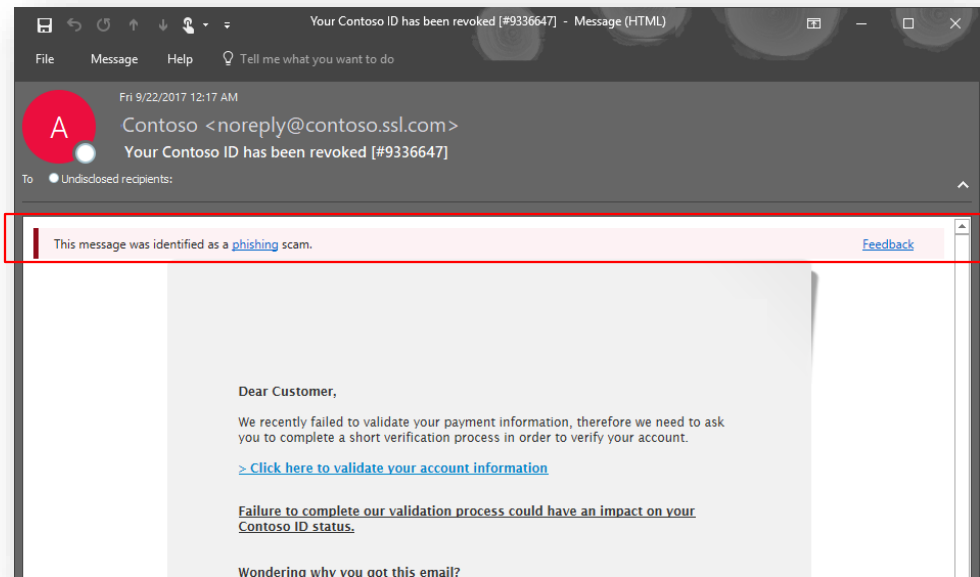 Your Contoso ID has been revoked [#9336647] - Message (HTML)
File Message Help Tell me what you want to do
Fri 9/22/2017 12:17 AM
A
Contoso <noreply@contoso.ssl.com>
Your Contoso ID has been revoked [#9336647]
To Undisclosed recipients:
This message was identified as a phishing scam. Feedback
Dear Customer,
We recently failed to validate your payment information, therefore we need to ask
you to complete a short verification process in order to verify your account.
> Click here to validate your account information
Failure to complete our validation process could have an impact on your
Contoso ID status.
Wondering why you got this email?